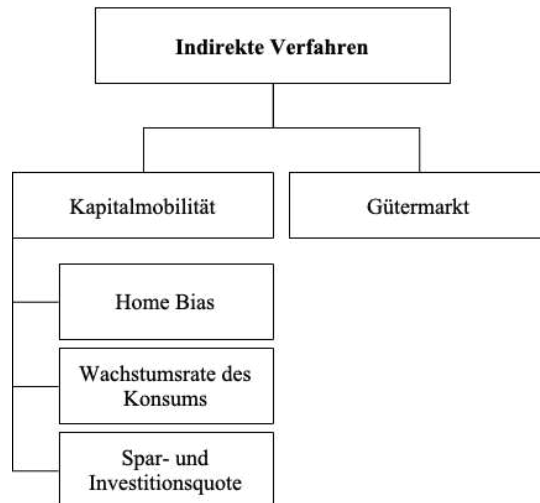 Indirekte Verfahren
Kapitalmobilität
Gütermarkt
Home Bias
Wachstumsrate des
Konsums
Spar- und
Investitionsquote